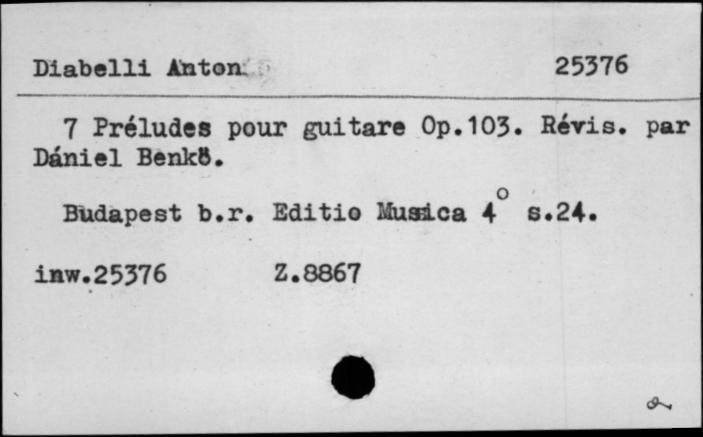 Diabelli Anton 25376
7 Préludes pour guitare Op.103. Révis. par
Dániel Benkő.
Budapest b.r. Editio Musica 4° s.24.
inw.25376 Z.8867